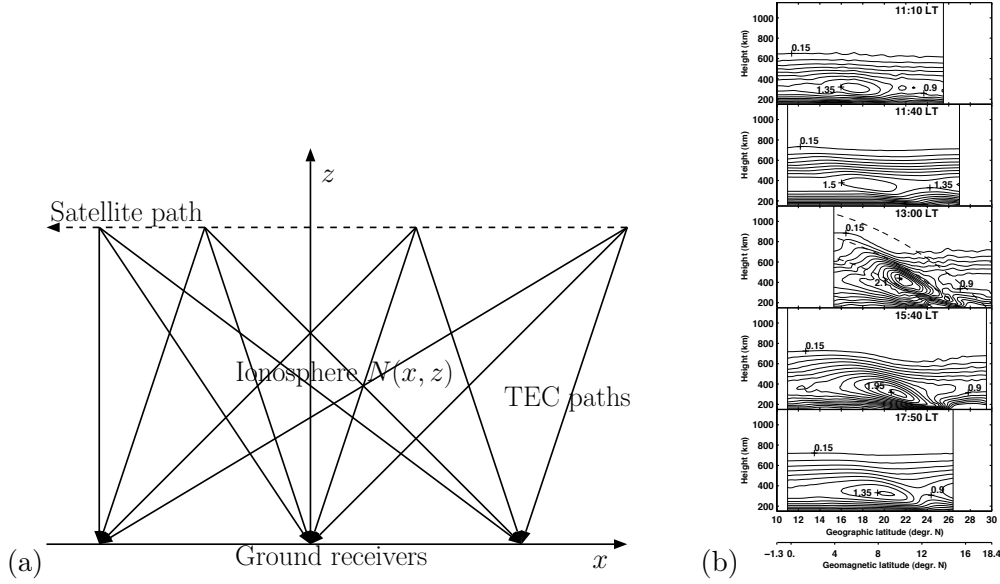 z
Satellite path
Ionosphere N(x, z)
TEC paths
Ground receivers
x
(a)
11:10 LT
Height (km)
1000
800
600
400
200
0.15
1.35
0.9
11:40 LT
Height (km)
1000
800
600
400
200
0.15
1.5
1.35
13:00 LT
Height (km)
1000
800
600
400
200
0.15
2.1
0.9
15:40 LT
Height (km)
1000
800
600
400
200
0.15
1.95
0.9
17:50 LT
Height (km)
1000
800
600
400
200
0.15
1.35
0.9
10 12 14 16 18 20 22 24 26 28 30
Geographic latitude (degr. N)
−1.3 0. 4 8 12 16 18.4
Geomagnetic latitude (degr. N)
(b)